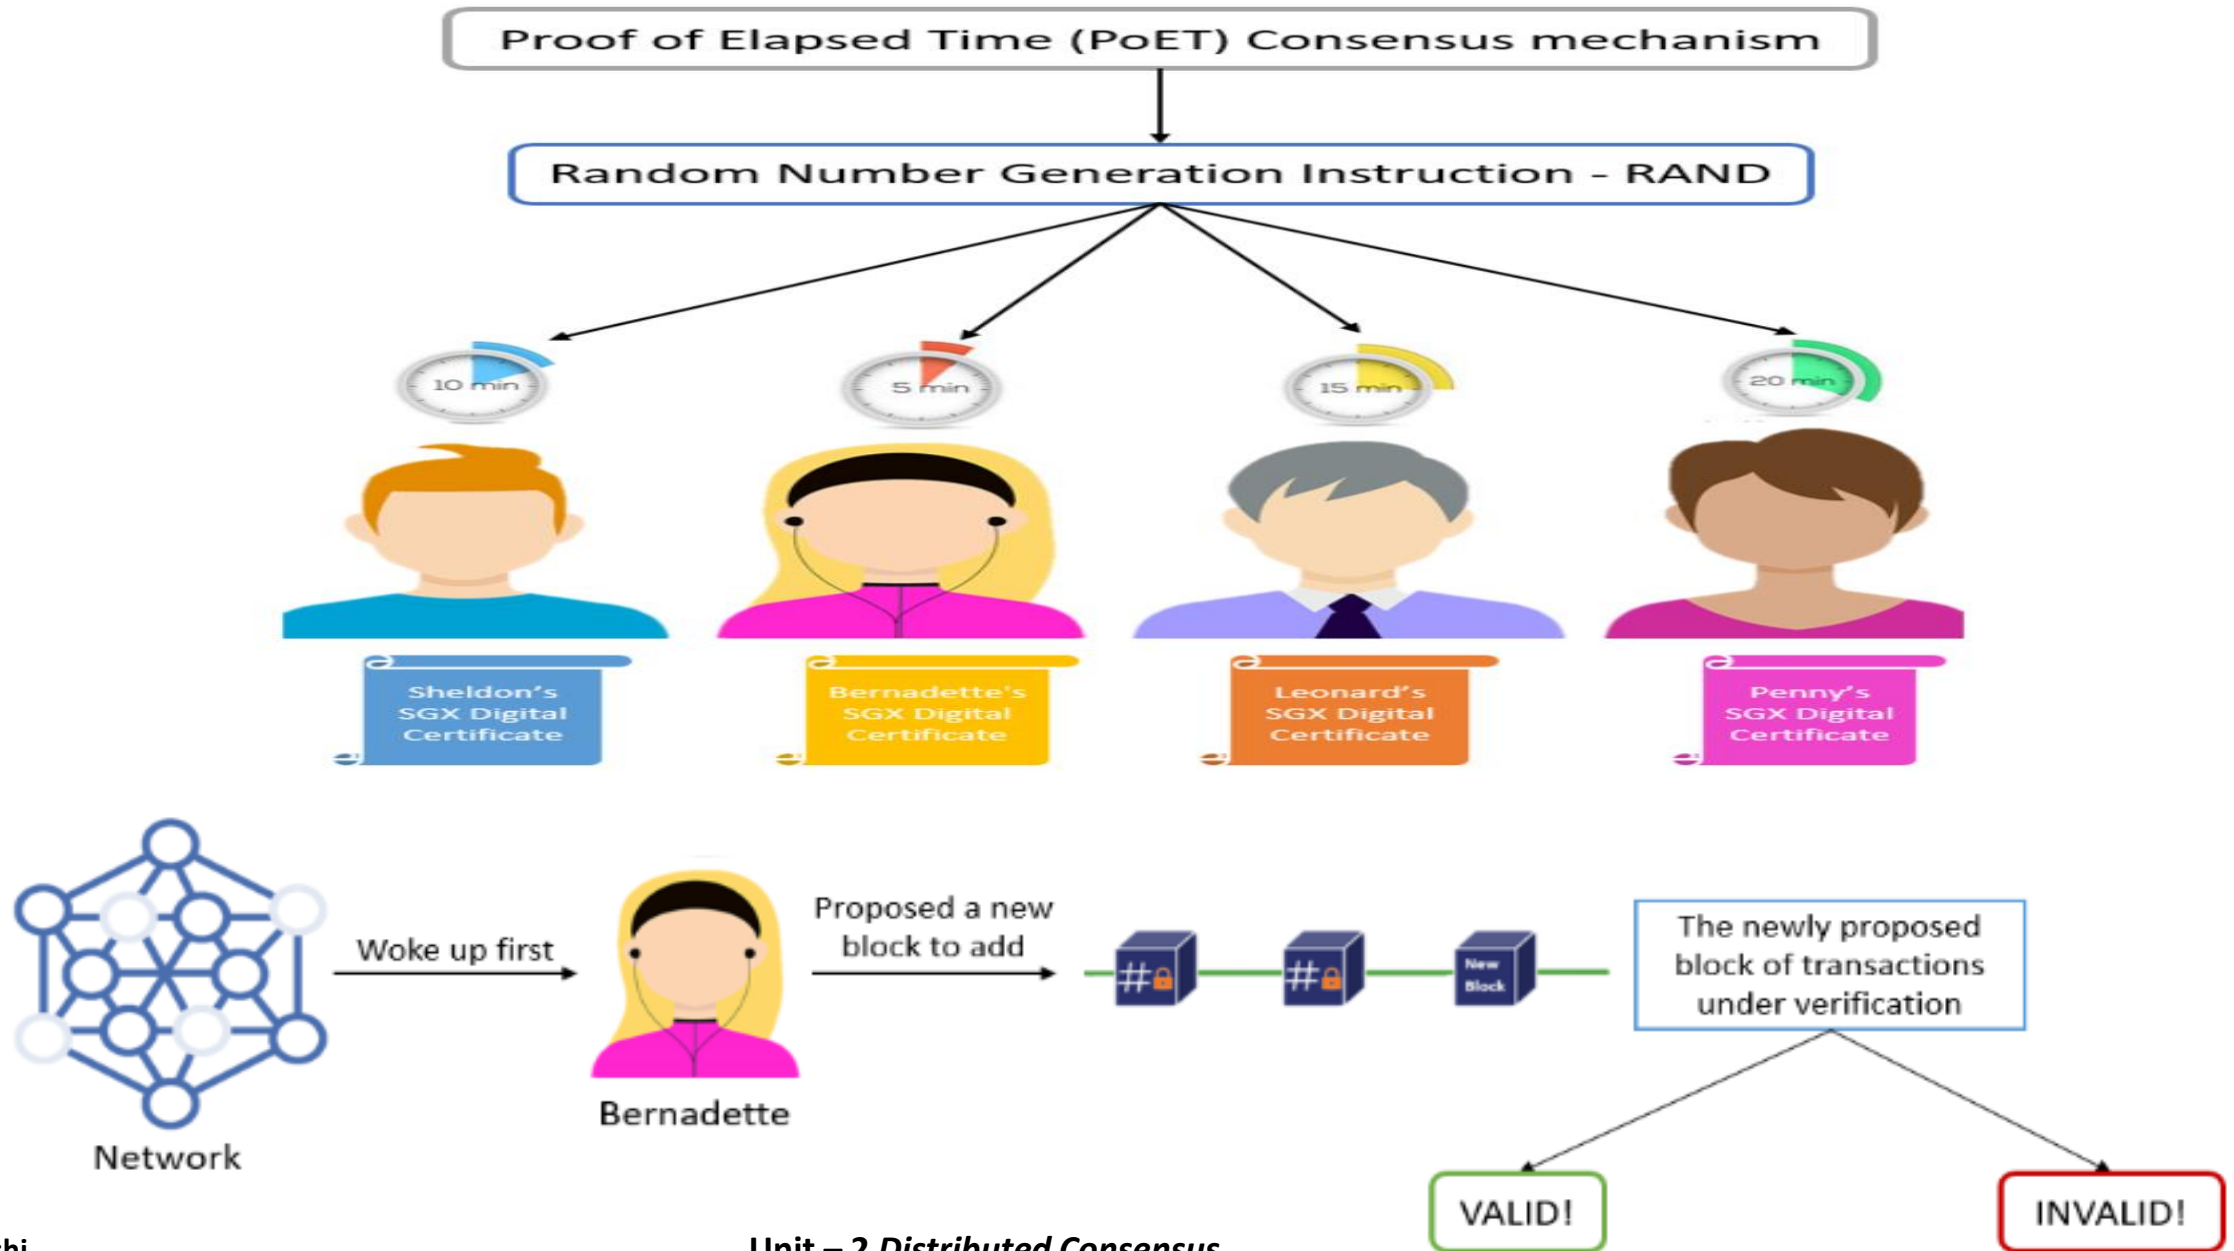 Proof of Elapsed Time (PoET) Consensus mechanism
Random Number Generation Instruction - RAND
10 min
5 min
15 min
20 min
Sheldon's
SGX Digital
Certificate
Bernadette's
SGX Digital
Certificate
Leonard's
SGX Digital
Certificate
Penny's
SGX Digital
Certificate
Network
Woke up first
Bernadette
Proposed a new
block to add
#
#
New
Block
The newly proposed
block of transactions
under verification
VALID!
INVALID!
Unit – 2 Distributed Consensus